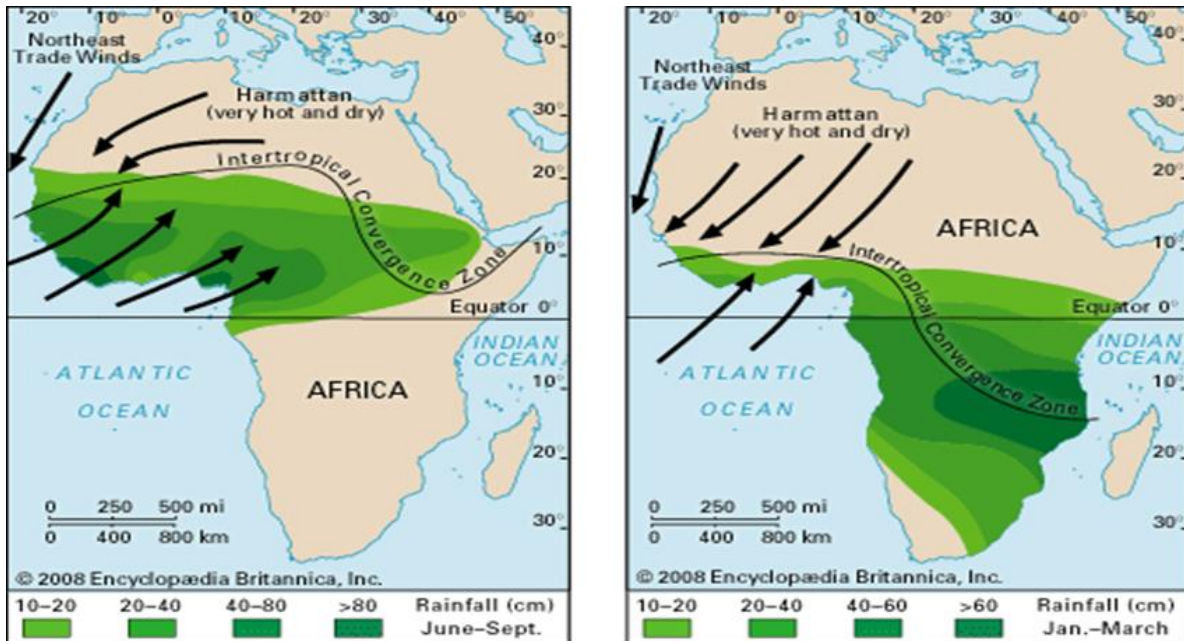 20° 10° 0° 10° 20° 30° 40° 50°
Northeast
Trade Winds
40°
Harmattan
(very hot and dry)
30°
Intertropical Convergence Zone
20°
10°
Equator 0°
INDIAN
OCEAN
ATLANTIC
OCEAN
AFRICA
10°
20°
0 250 500 mi
0 400 800 km
30°
© 2008 Encyclopædia Britannica, Inc.
10–20 20–40 40–80 >80 Rainfall (cm)
June–Sept.
20° 10° 0° 10° 20° 30° 40° 50°
40°
Northeast
Trade Winds
30°
Harmattan
(very hot and dry)
20°
AFRICA
10°
Intertropical Convergence Zone
Equator 0°
INDIAN
OCEAN
ATLANTIC
OCEAN
10°
20°
0 250 500 mi
0 400 800 km
30°
© 2008 Encyclopædia Britannica, Inc.
10–20 20–40 40–60 >60 Rainfall (cm)
Jan.–March